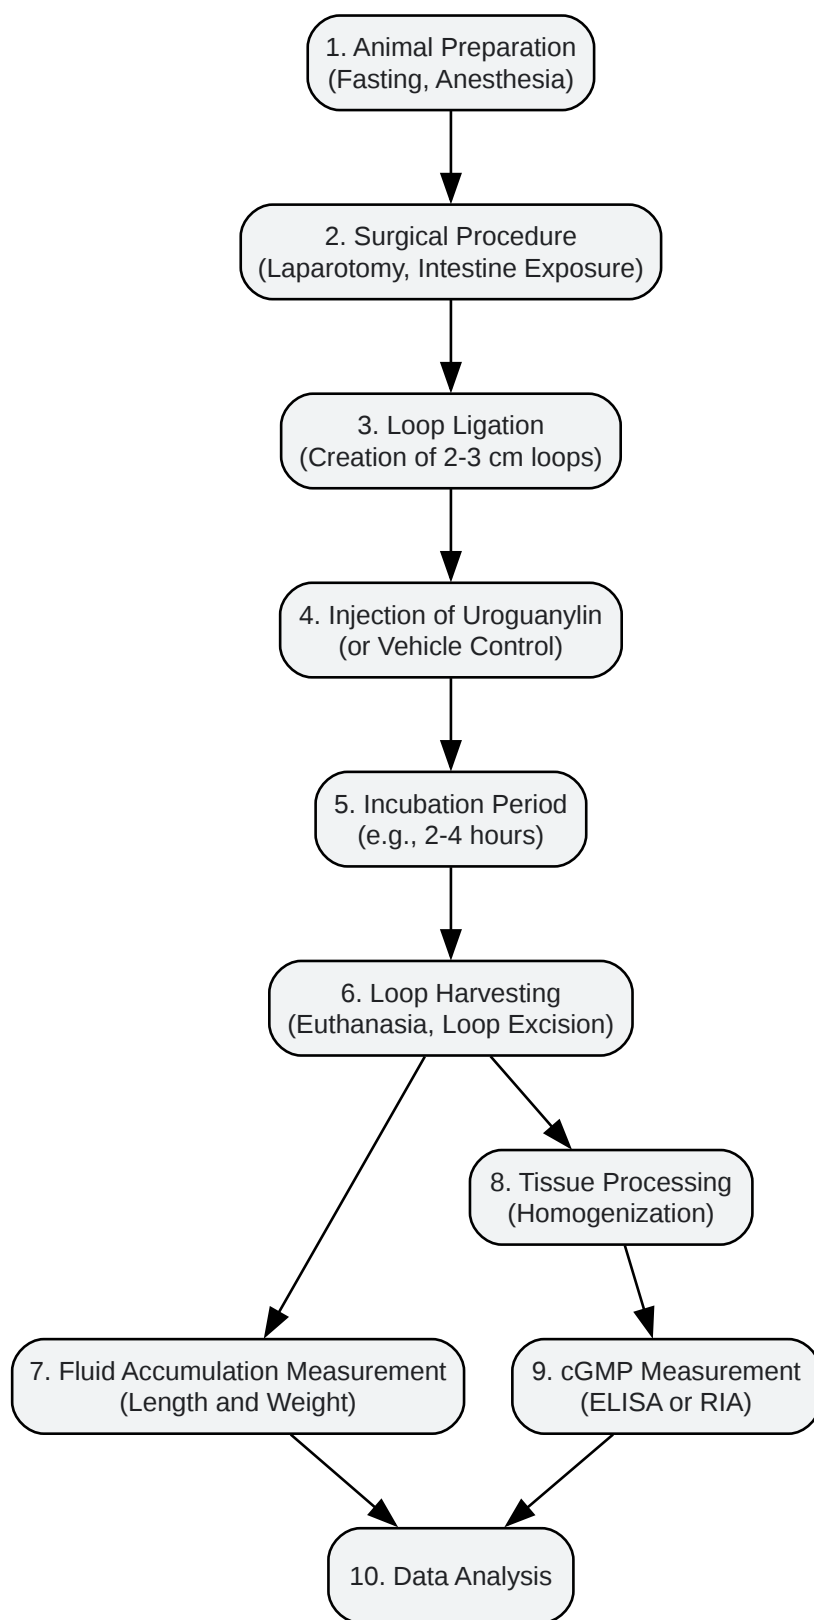 1. Animal Preparation
(Fasting, Anesthesia)
2. Surgical Procedure
(Laparotomy, Intestine Exposure)
3. Loop Ligation
(Creation of 2-3 cm loops)
4. Injection of Uroguanylin
(or Vehicle Control)
5. Incubation Period
(e.g., 2-4 hours)
6. Loop Harvesting
(Euthanasia, Loop Excision)
8. Tissue Processing
(Homogenization)
7. Fluid Accumulation Measurement
(Length and Weight)
9. cGMP Measurement
(ELISA or RIA)
10. Data Analysis